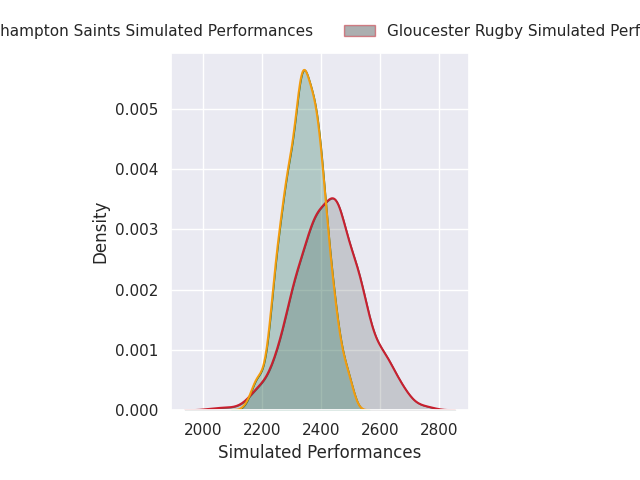 hampton Saints Simulated Performances
Gloucester Rugby Simulated Perf
0.005
0.004
0.003
0.002
0.001
0.000
Density
2000 2200 2400 2600 2800
Simulated Performances